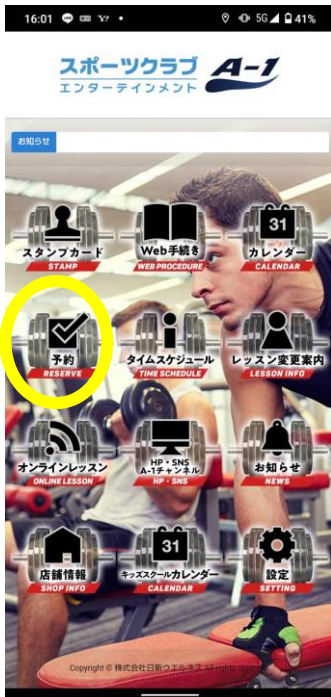 16:01 5G 41%
スポーツクラブ A-1
エンターテインメント
お知らせ
31
スタンプカード Web手続き カレンダー
STAMP WEB PROCEDURE CALENDAR
予約 タイムスケジュール レッスン変更案内
RESERVE TIME SCHEDULE LESSON INFO
HP・SNS
オンラインレッスン A-1チャンネル お知らせ
ONLINE LESSON HP・SNS NEWS
31
店舗情報 キッズスクールカレンダー 設定
SHOP INFO CALENDAR SETTING
Copyright © 株式会社日新ウエルネス All rights